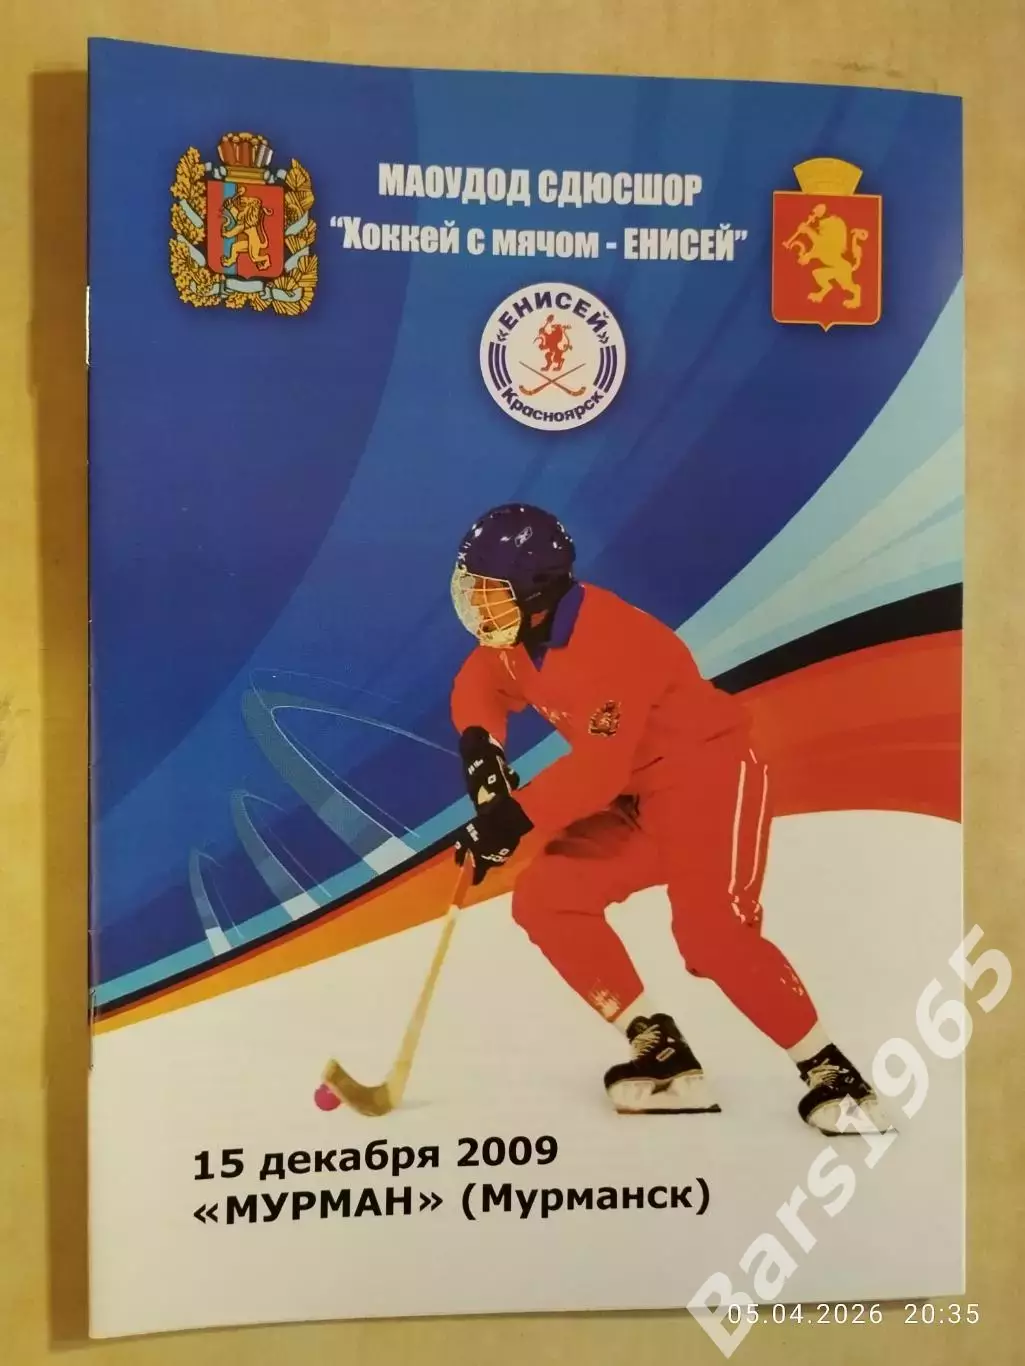 МАОУДОД СДЮСШОР
"Хоккей с мячом - ЕНИСЕЙ"
«ЕНИСЕЙ»
Красноярск
15 декабря 2009
«МУРМАН» (Мурманск)
Bars1965
05.04.2026 20:35